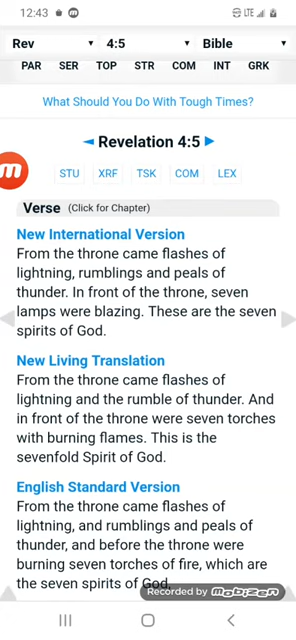 12:43 LTE
Rev 4:5 Bible
PAR SER TOP STR COM INT GRK
What Should You Do With Tough Times?
◄ Revelation 4:5 ►
m
STU XRF TSK COM LEX
Verse (Click for Chapter)
New International Version
From the throne came flashes of
lightning, rumblings and peals of
thunder. In front of the throne, seven
lamps were blazing. These are the seven
spirits of God.
New Living Translation
From the throne came flashes of
lightning and the rumble of thunder. And
in front of the throne were seven torches
with burning flames. This is the
sevenfold Spirit of God.
English Standard Version
From the throne came flashes of
lightning, and rumblings and peals of
thunder, and before the throne were
burning seven torches of fire, which are
the seven spirits of God,
Recorded by mobizen